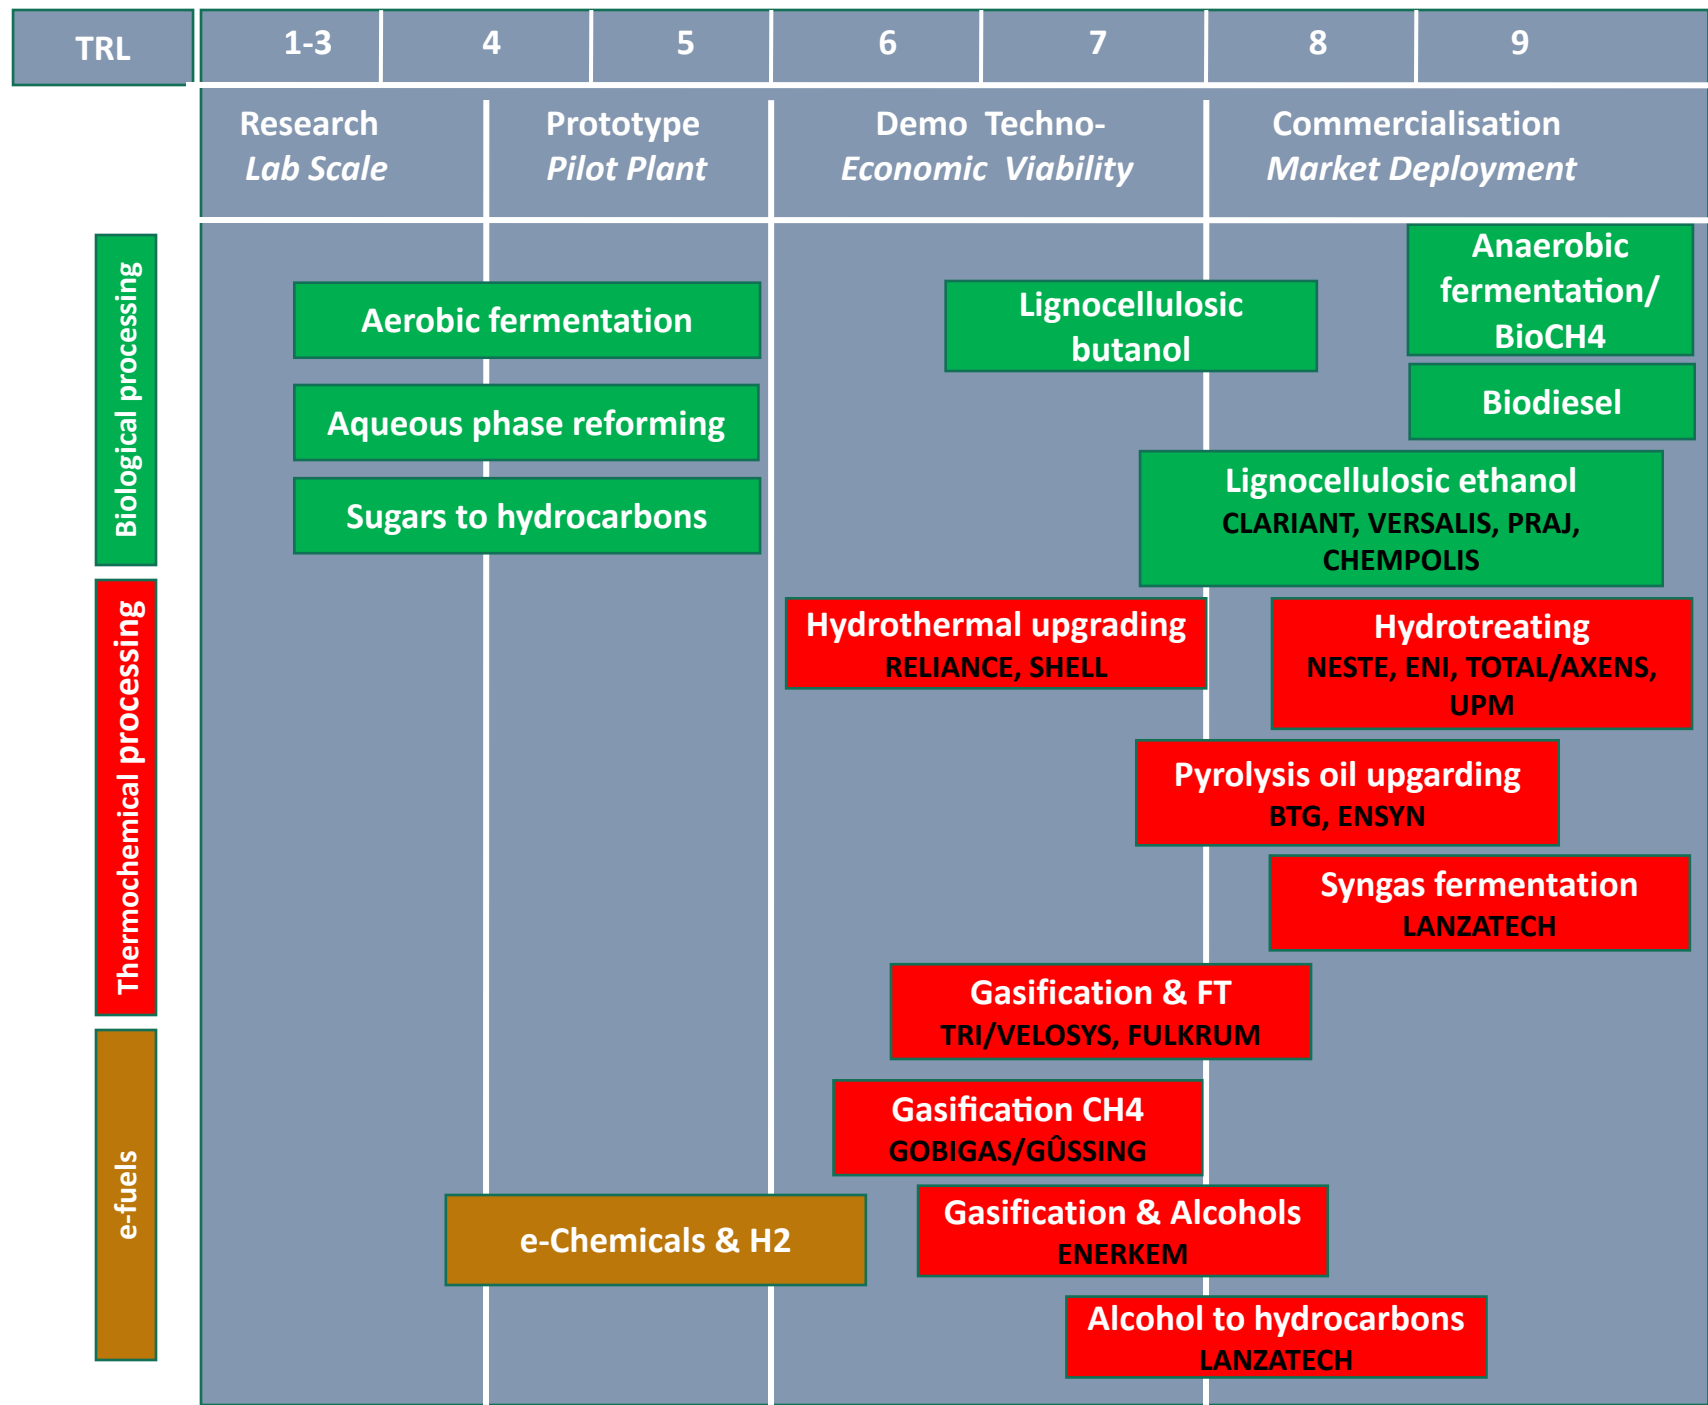 TRL 1-3 4 5 6 7 8 9
Research
Lab Scale
Prototype
Pilot Plant
Demo Techno-
Economic Viability
Commercialisation
Market Deployment
Biological processing
Aerobic fermentation
Aqueous phase reforming
Sugars to hydrocarbons
Lignocellulosic
butanol
Anaerobic
fermentation/
BioCH4
Biodiesel
Lignocellulosic ethanol
CLARIANT, VERSALIS, PRAJ,
CHEMPOLIS
Thermochemical processing
Hydrothermal upgrading
RELIANCE, SHELL
Hydrotreating
NESTE, ENI, TOTAL/AXENS,
UPM
Pyrolysis oil upgarding
BTG, ENSYN
Syngas fermentation
LANZATECH
Gasification & FT
TRI/VELOSYS, FULKRUM
Gasification CH4
GOBIGAS/GÛSSING
e-fuels
e-Chemicals & H2
Gasification & Alcohols
ENERKEM
Alcohol to hydrocarbons
LANZATECH